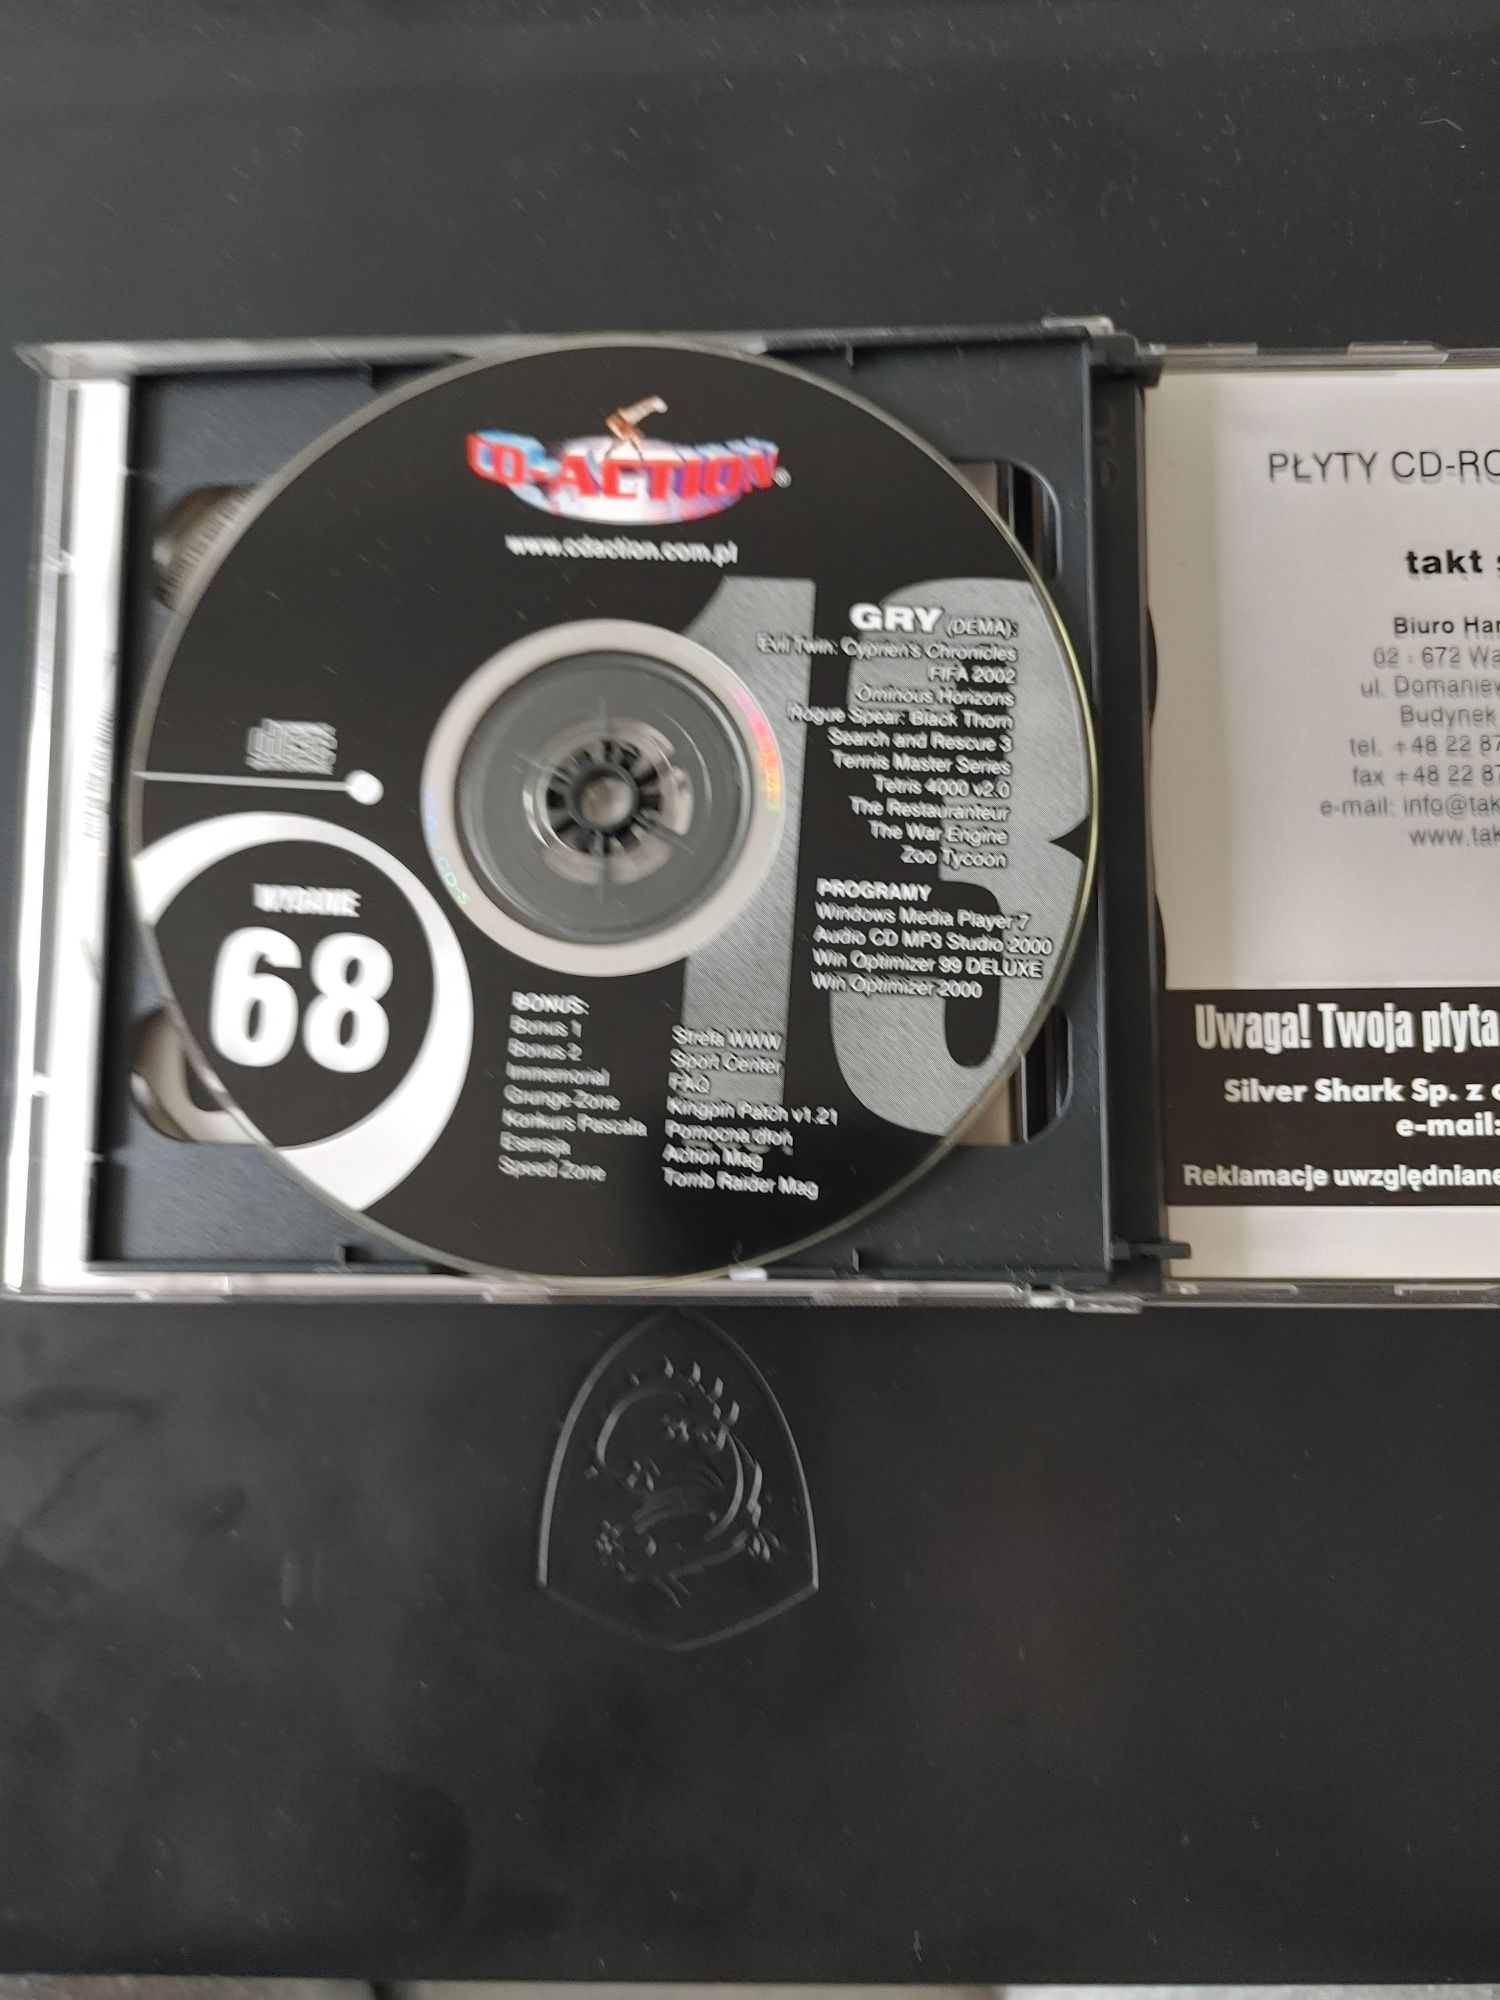 CD-ACTION
www.cdaction.com.pl
18
GRY (DEMA):
Evil Twin: Cyprien's Chronicles
FIFA 2002
Ominous Horizons
Rogue Spear: Black Thorn
Search and Rescue 3
Tennis Master Series
Tetris 4000 v2.0
The Restauranteur
The War Engine
Zoo Tycoon
PROGRAMY
Windows Media Player 7
Audio CD MP3 Studio 2000
Win Optimizer 99 DELUXE
Win Optimizer 2000
WYDANIE
68
BONUS:
Bonus 1
Bonus 2
Immemorial
Grunge Zone
Konkurs Pascala
Esensja
Speed Zone
Strefa WWW
Sport Center
FAQ
Kingpin Patch v1.21
Pomocna dłoń
Action Mag
Tomb Raider Mag
PŁYTY CD-RO
takt s
Biuro Han
02 - 672 Wa
ul. Domaniew
Budynek
tel. +48 22 87
fax +48 22 87
e-mail: info@tak
www.tak
Uwaga! Twoja płyta
Silver Shark Sp. z o
e-mail:
Reklamacje uwzględniane